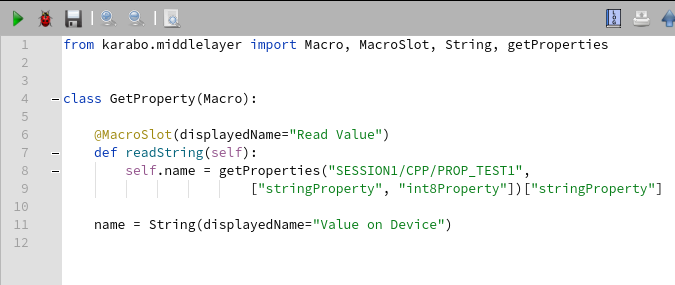 1 from karabo.middlelayer import Macro, MacroSlot, String, getProperties
2
3
4 class GetProperty(Macro):
5
6 @MacroSlot(displayedName="Read Value")
7 def readString(self):
8 self.name = getProperties("SESSION1/CPP/PROP_TEST1",
9 ["stringProperty", "int8Property"])["stringProperty"]
10
11 name = String(displayedName="Value on Device")
12